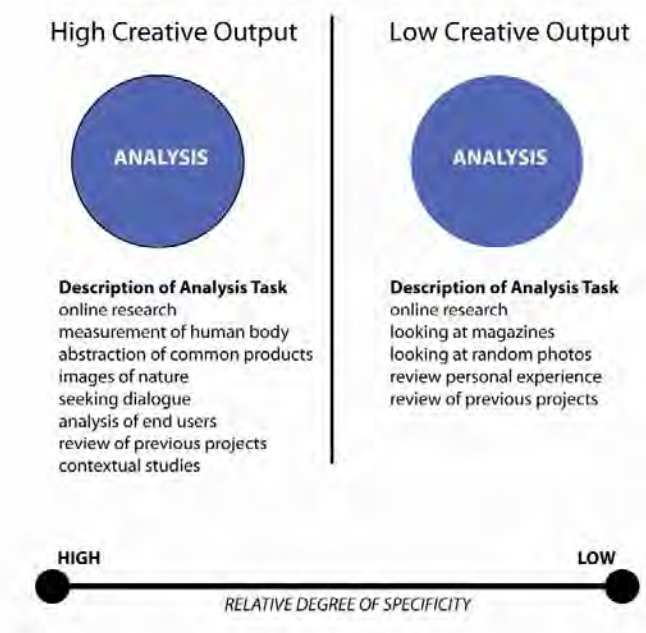 High Creative Output
ANALYSIS
Description of Analysis Task
online research
measurement of human body
abstraction of common products
images of nature
seeking dialogue
analysis of end users
review of previous projects
contextual studies
Low Creative Output
ANALYSIS
Description of Analysis Task
online research
looking at magazines
looking at random photos
review personal experience
review of previous projects
HIGH
LOW
RELATIVE DEGREE OF SPECIFICITY